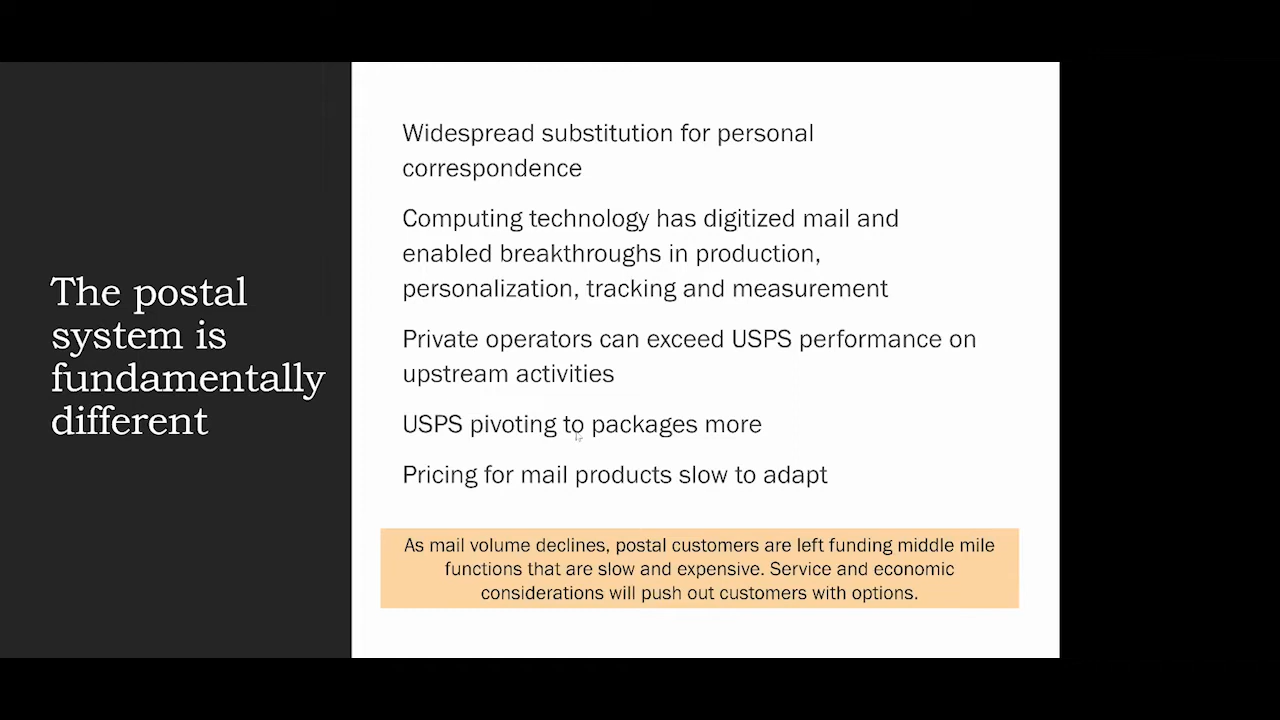 The postal
system is
fundamentally
different
Widespread substitution for personal
correspondence
Computing technology has digitized mail and
enabled breakthroughs in production,
personalization, tracking and measurement
Private operators can exceed USPS performance on
upstream activities
USPS pivoting to packages more
Pricing for mail products slow to adapt
As mail volume declines, postal customers are left funding middle mile
functions that are slow and expensive. Service and economic
considerations will push out customers with options.